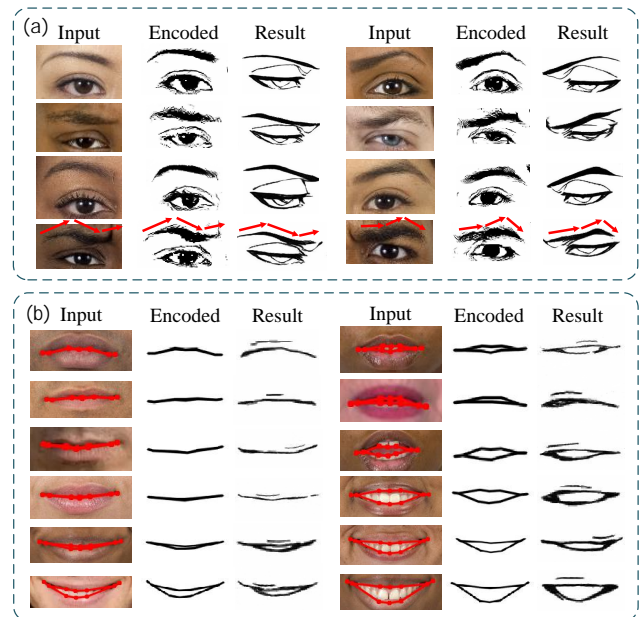 (a) Input Encoded Result Input Encoded Result
(b) Input Encoded Result Input Encoded Result